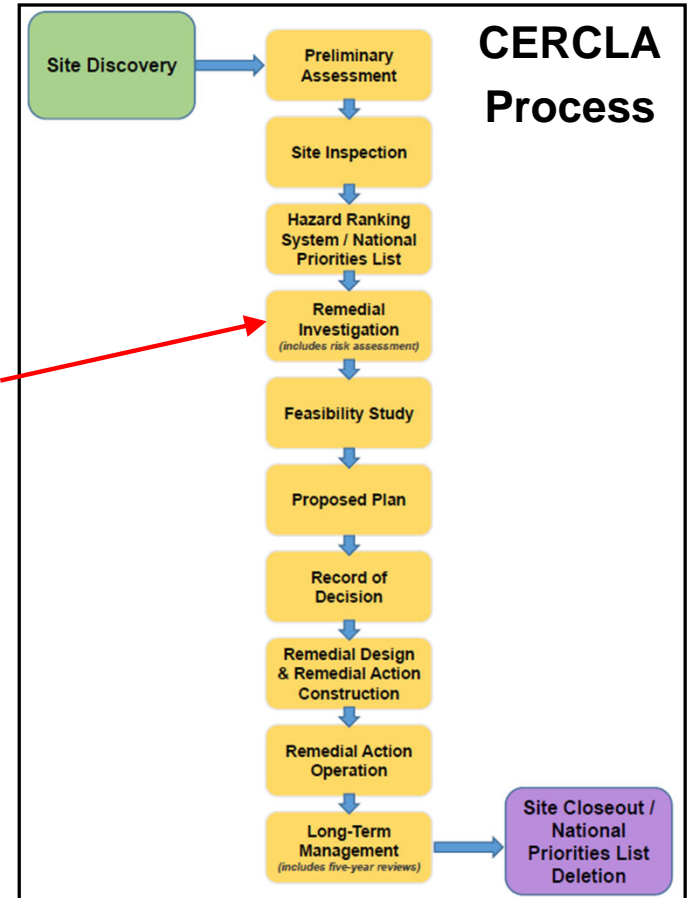 CERCLA
Process
Site Discovery
Preliminary
Assessment
Site Inspection
Hazard Ranking
System / National
Priorities List
Remedial
Investigation
(includes risk assessment)
Feasibility Study
Proposed Plan
Record of
Decision
Remedial Design
& Remedial Action
Construction
Remedial Action
Operation
Long-Term
Management
(includes five-year reviews)
Site Closeout /
National
Priorities List
Deletion